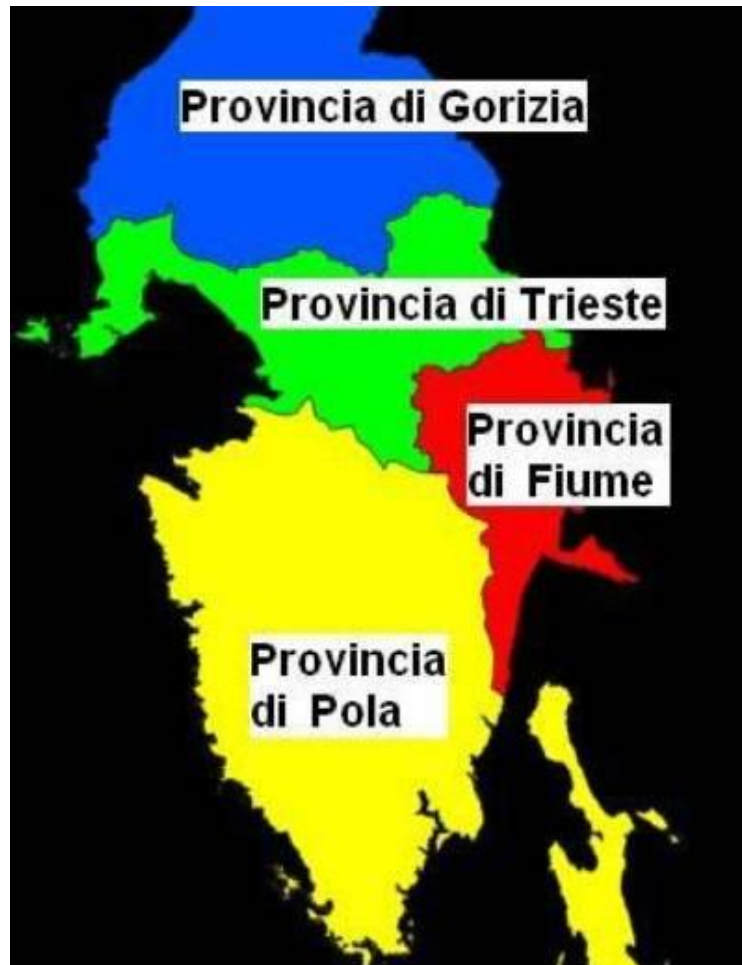 Provincia di Gorizia
Provincia di Trieste
Provincia
di Fiume
Provincia
di Pola